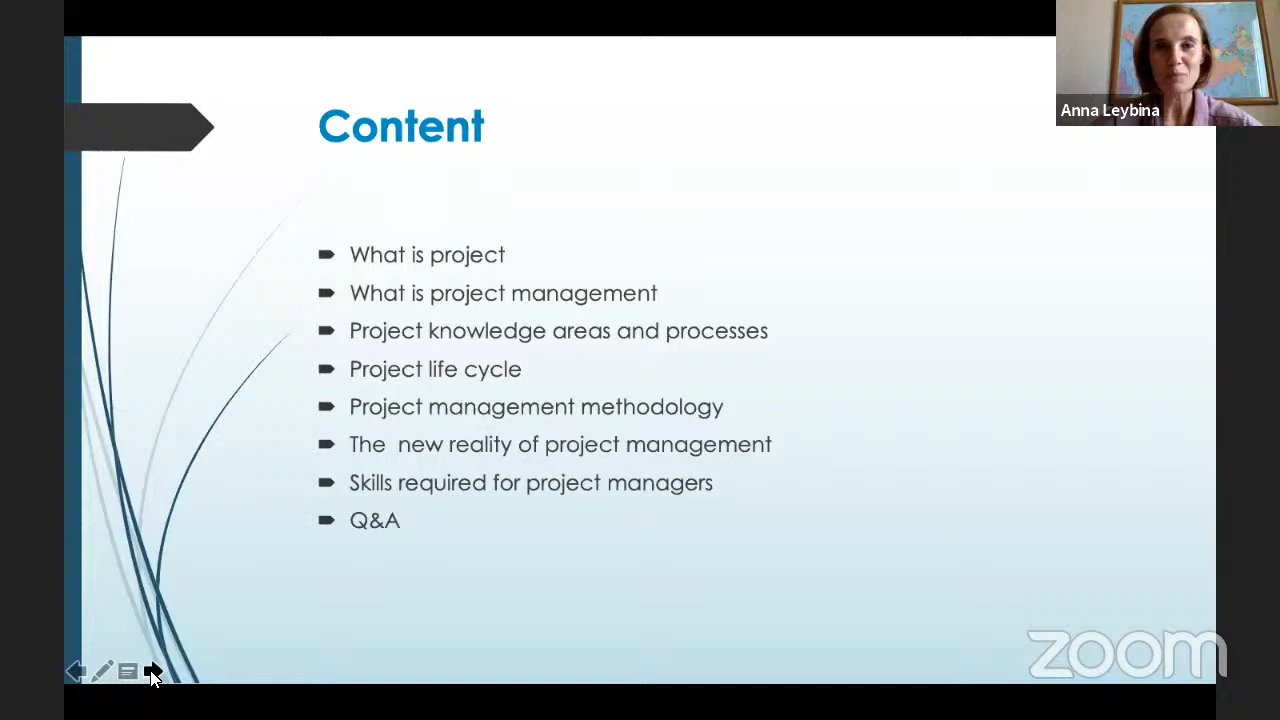 Content
What is project
What is project management
Project knowledge areas and processes
Project life cycle
Project management methodology
The  new reality of project management
Skills required for project managers
Q&A
Anna Leybina
zoom